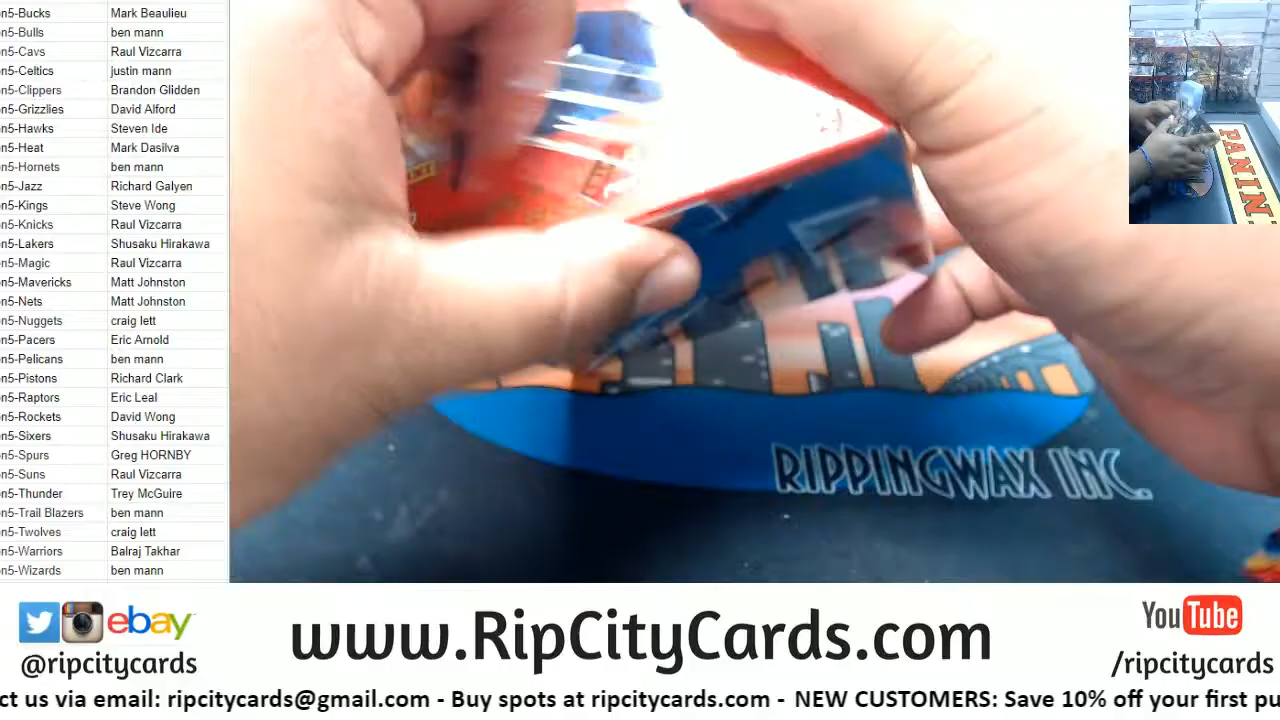 n5-Bucks Mark Beaulieu
n5-Bulls ben mann
n5-Cavs Raul Vizcarra
n5-Celtics justin mann
n5-Clippers Brandon Glidden
n5-Grizzlies David Alford
n5-Hawks Steven Ide
n5-Heat Mark Dasilva
n5-Hornets ben mann
n5-Jazz Richard Galyen
n5-Kings Steve Wong
n5-Knicks Raul Vizcarra
n5-Lakers Shusaku Hirakawa
n5-Magic Raul Vizcarra
n5-Mavericks Matt Johnston
n5-Nets Matt Johnston
n5-Nuggets craig lett
n5-Pacers Eric Arnold
n5-Pelicans ben mann
n5-Pistons Richard Clark
n5-Raptors Eric Leal
n5-Rockets David Wong
n5-Sixers Shusaku Hirakawa
n5-Spurs Greg HORNBY
n5-Suns Raul Vizcarra
n5-Thunder Trey McGuire
n5-Trail Blazers ben mann
n5-Twolves craig lett
n5-Warriors Balraj Takhar
n5-Wizards ben mann
PANIN
RIPPINGWAX INC.
ebay
@ripcitycards
www.RipCityCards.com
YouTube
/ripcitycards
ct us via email: ripcitycards@gmail.com - Buy spots at ripcitycards.com - NEW CUSTOMERS: Save 10% off your first pu